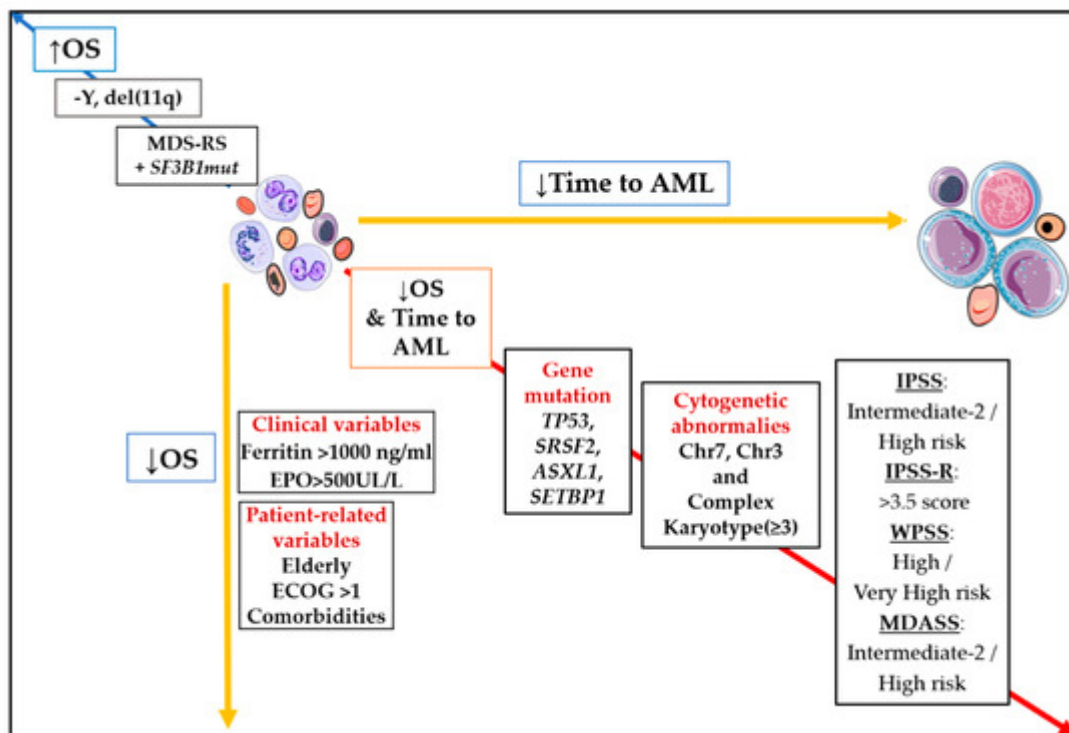 ↑OS
-Y, del(11q)
MDS-RS
+ SF3B1mut
↓Time to AML
↓OS
& Time to
AML
Gene
mutation
TP53,
SRSF2,
ASXL1,
SETBP1
Cytogenetic
abnormalies
Chr7, Chr3
and
Complex
Karyotype(≥3)
IPSS:
Intermediate-2 /
High risk
IPSS-R:
>3.5 score
WPSS:
High /
Very High risk
MDASS:
Intermediate-2 /
High risk
↓OS
Clinical variables
Ferritin >1000 ng/ml
EPO>500UL/L
Patient-related
variables
Elderly
ECOG >1
Comorbidities